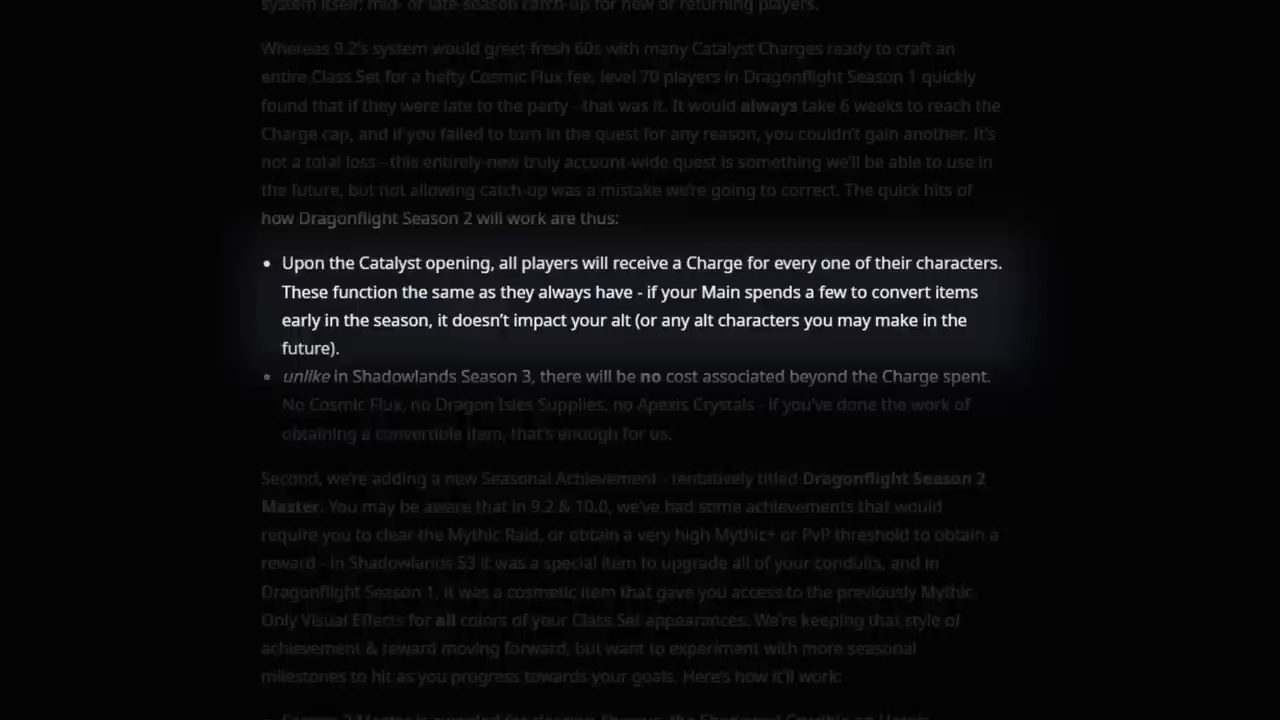 system itself: mid- or late-season catch-up for new or returning players.
Whereas 9.2's system would greet fresh 60s with many Catalyst Charges ready to craft an
entire Class Set for a hefty Cosmic Flux fee, level 70 players in Dragonflight Season 1 quickly
found that if they were late to the party - that was it. It would always take 6 weeks to reach the
Charge cap, and if you failed to turn in the quest for any reason, you couldn't gain another. It's
not a total loss - this entirely-new truly account-wide quest is something we'll be able to use in
the future, but not allowing catch-up was a mistake we're going to correct. The quick hits of
how Dragonflight Season 2 will work are thus:
• Upon the Catalyst opening, all players will receive a Charge for every one of their characters.
These function the same as they always have - if your Main spends a few to convert items
early in the season, it doesn't impact your alt (or any alt characters you may make in the
future).
• unlike in Shadowlands Season 3, there will be no cost associated beyond the Charge spent.
No Cosmic Flux, no Dragon Isles Supplies, no Apexis Crystals - if you've done the work of
obtaining a convertible item, that's enough for us.
Second, we're adding a new Seasonal Achievement - tentatively titled Dragonflight Season 2
Master. You may be aware that in 9.2 & 10.0, we've had some achievements that would
require you to clear the Mythic Raid, or obtain a very high Mythic+ or PvP threshold to obtain a
reward - in Shadowlands S3 it was a special item to upgrade all of your conduits, and in
Dragonflight Season 1, it was a cosmetic item that gave you access to the previously Mythic
Only Visual Effects for all colors of your Class Set appearances. We're keeping that style of
achievement & reward moving forward, but want to experiment with more seasonal
milestones to hit as you progress towards your goals. Here's how it'll work: